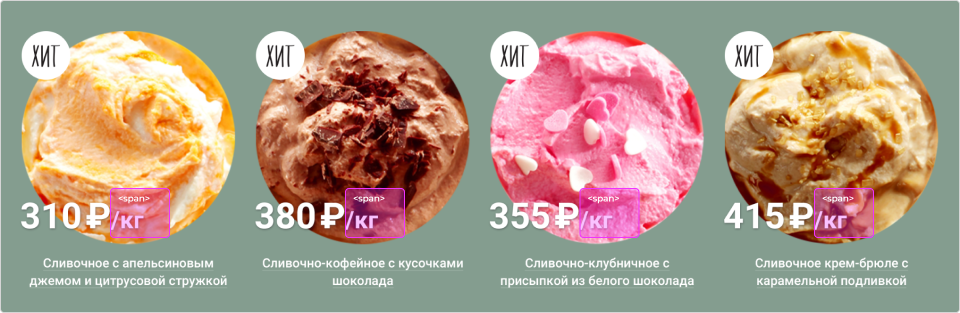 ХИТ
ХИТ
ХИТ
ХИТ
<span>
<span>
<span>
<span>
310 ₽/кг
380 ₽/кг
355 ₽/кг
415 ₽/кг
Сливочное с апельсиновым
джемом и цитрусовой стружкой
Сливочно-кофейное с кусочками
шоколада
Сливочно-клубничное с
присыпкой из белого шоколада
Сливочное крем-брюле с
карамельной подливкой